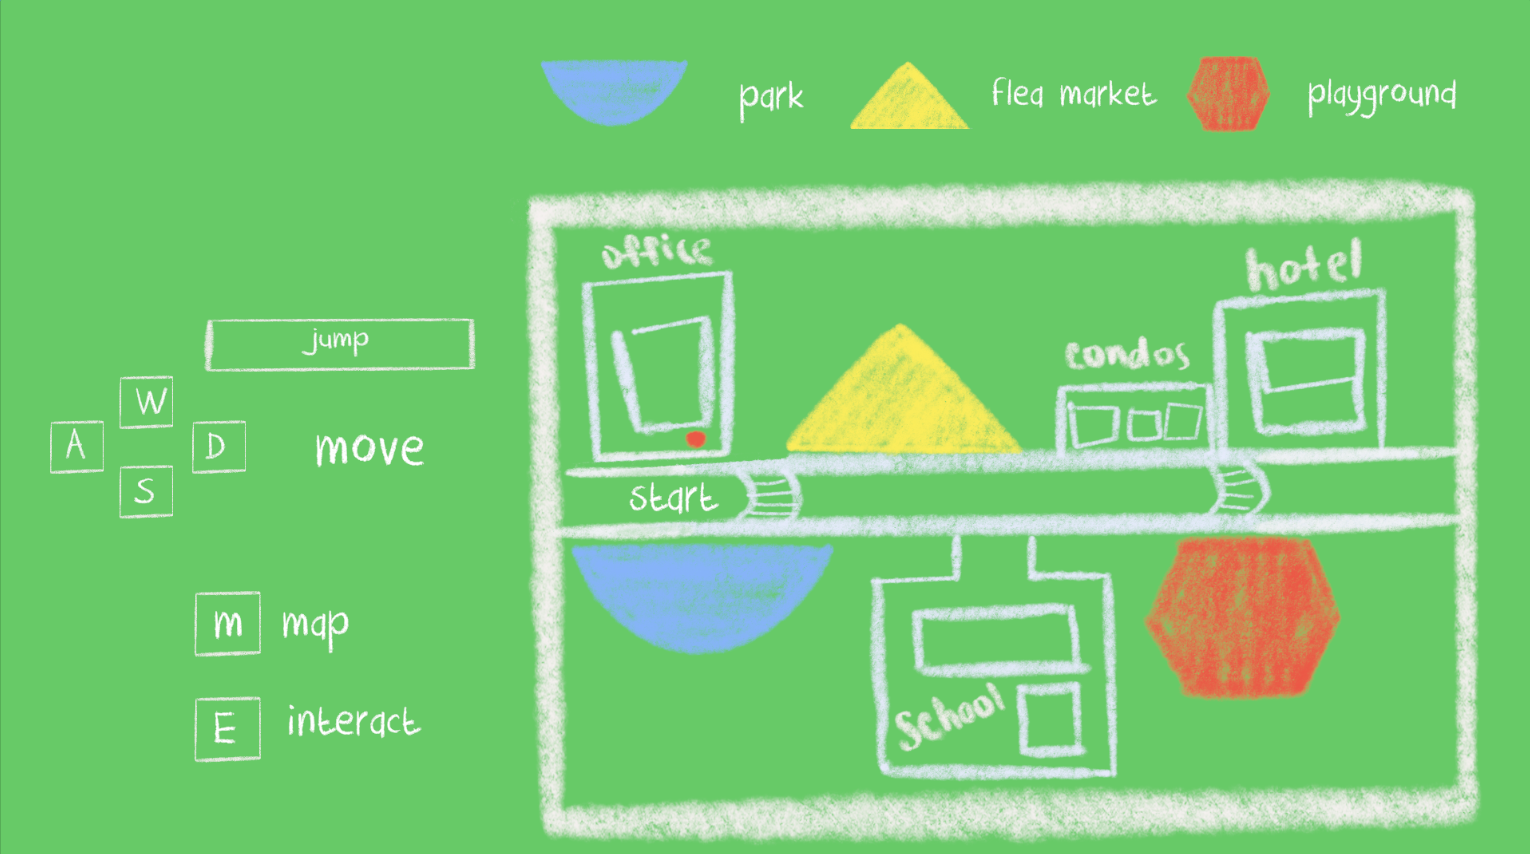 park
flea market
playground
office
hotel
condos
jump
W
A
D
move
S
start
m
map
School
E
interact